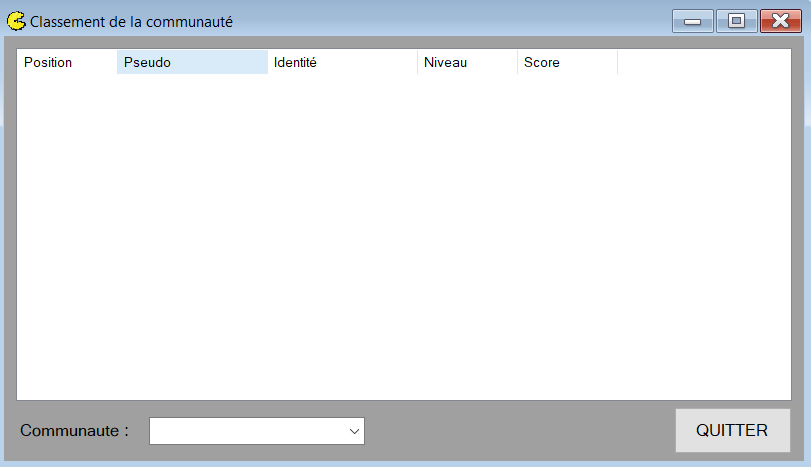 Classement de la communauté
Position Pseudo Identité Niveau Score
Communaute :
QUITTER